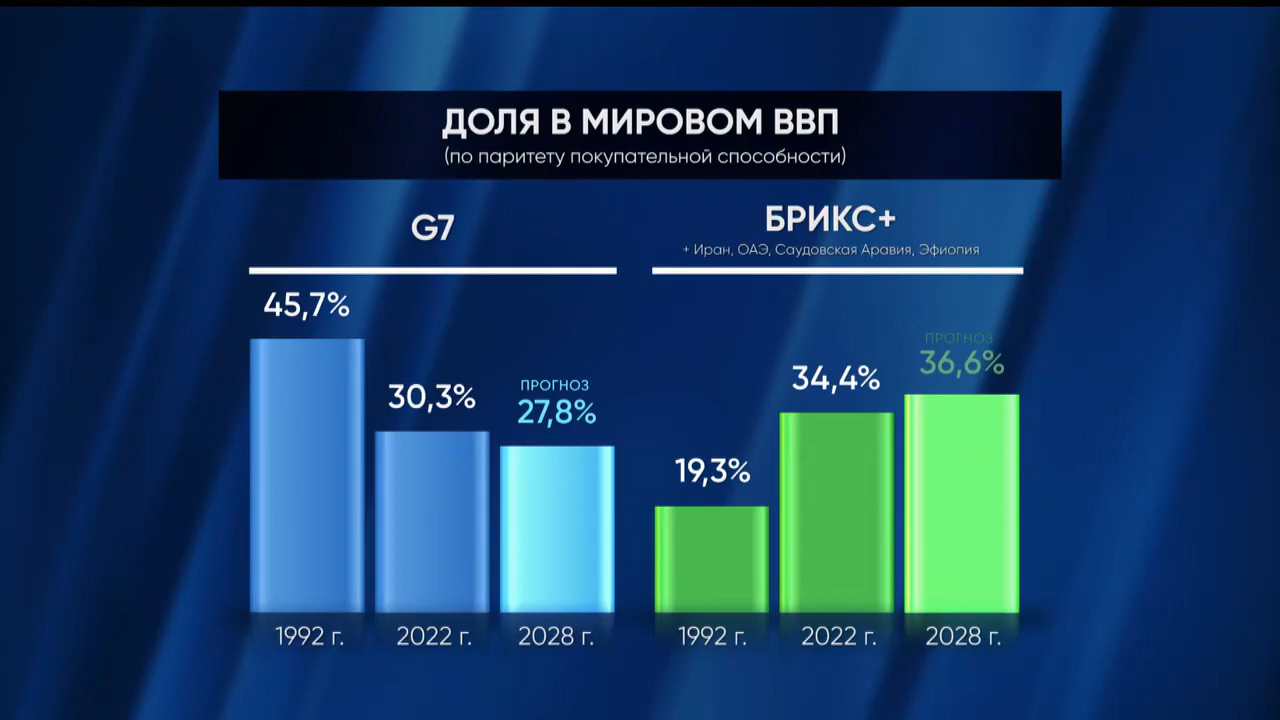 ДОЛЯ В МИРОВОМ ВВП
(по паритету покупательной способности)
G7
45,7%
30,3%
ПРОГНОЗ
27,8%
1992 г.
2022 г.
2028 г.
БРИКС+
+ Иран, ОАЭ, Саудовская Аравия, Эфиопия
19,3%
34,4%
ПРОГНОЗ
36,6%
1992 г.
2022 г.
2028 г.